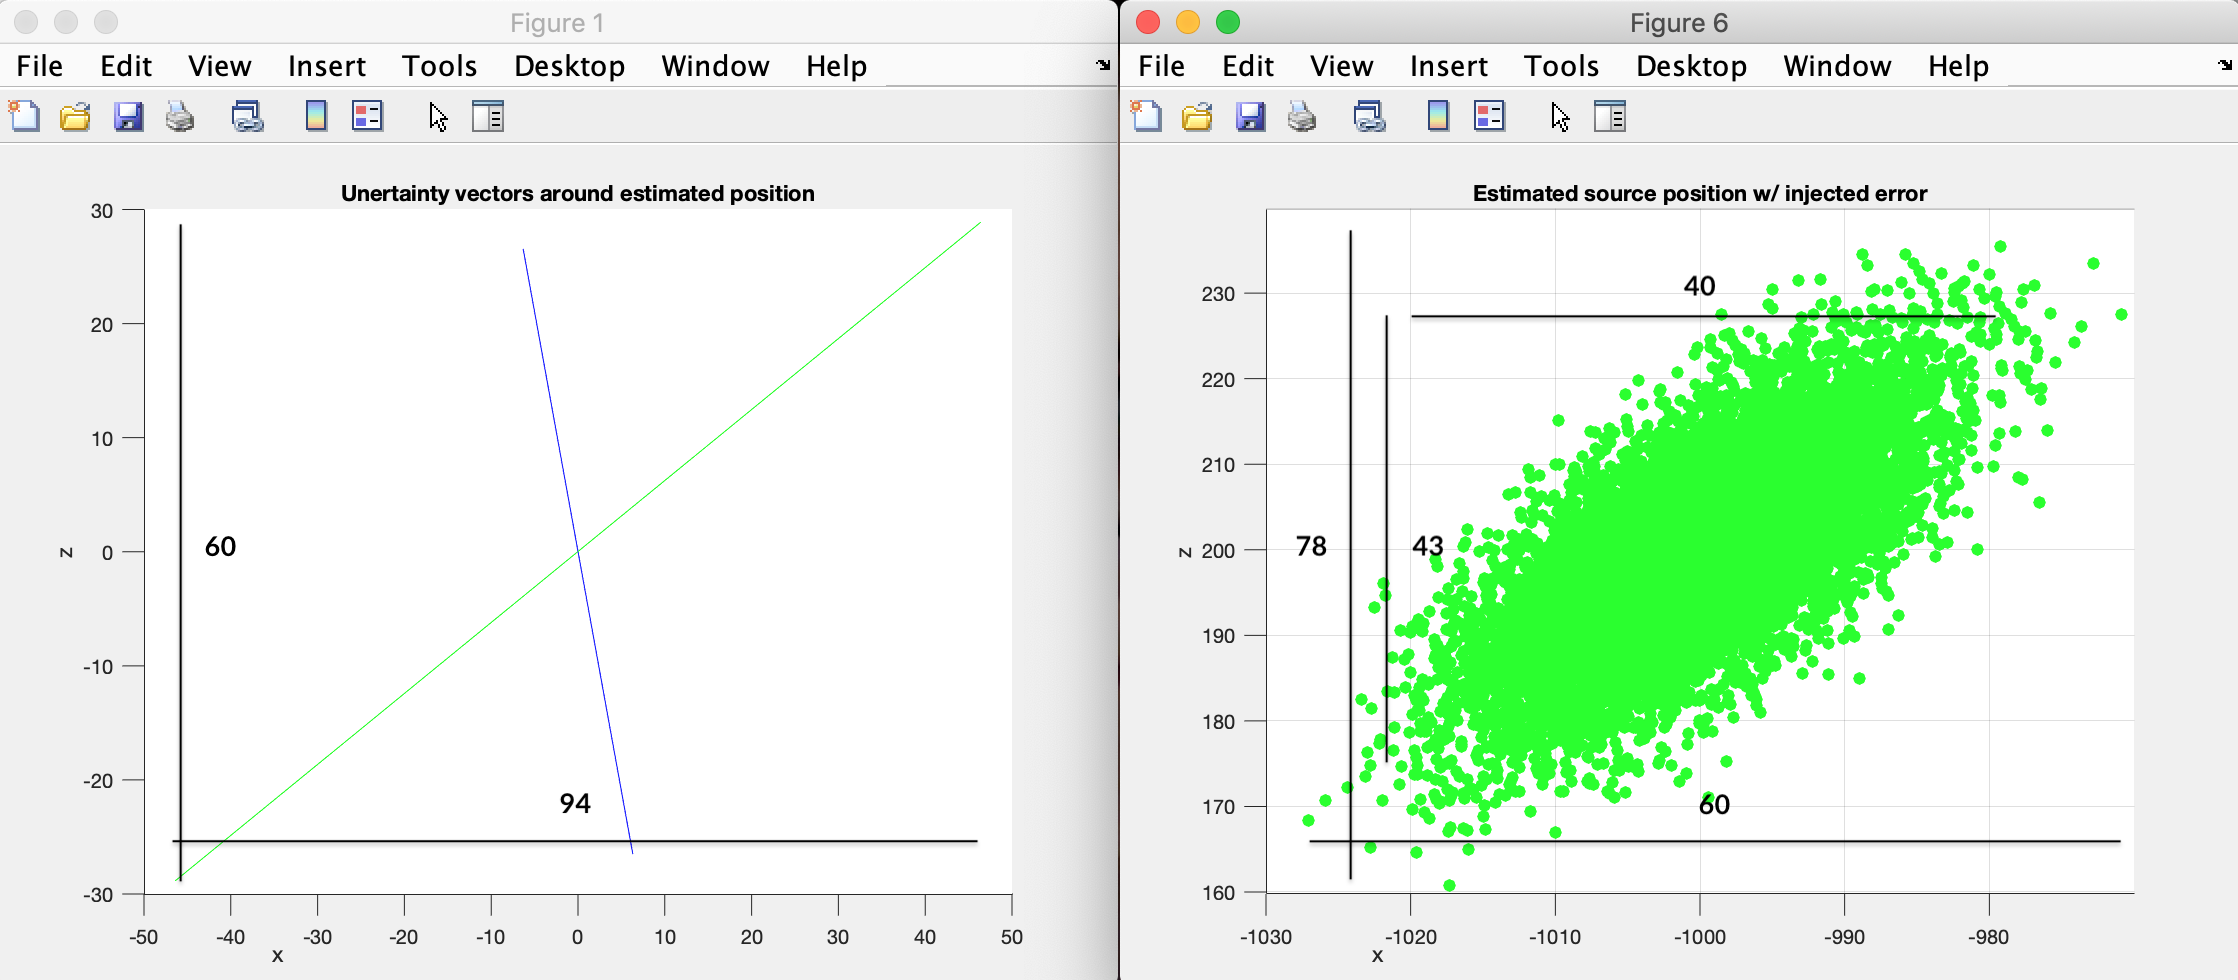 Figure 1
File Edit View Insert Tools Desktop Window Help
Unertainty vectors around estimated position
30
20
10
0
-10
-20
-30
z
60
94
-50 -40 -30 -20 -10 0 10 20 30 40 50
x
Figure 6
File Edit View Insert Tools Desktop Window Help
Estimated source position w/ injected error
230
220
210
200
190
180
170
160
z
40
78
43
60
-1030 -1020 -1010 -1000 -990 -980
x